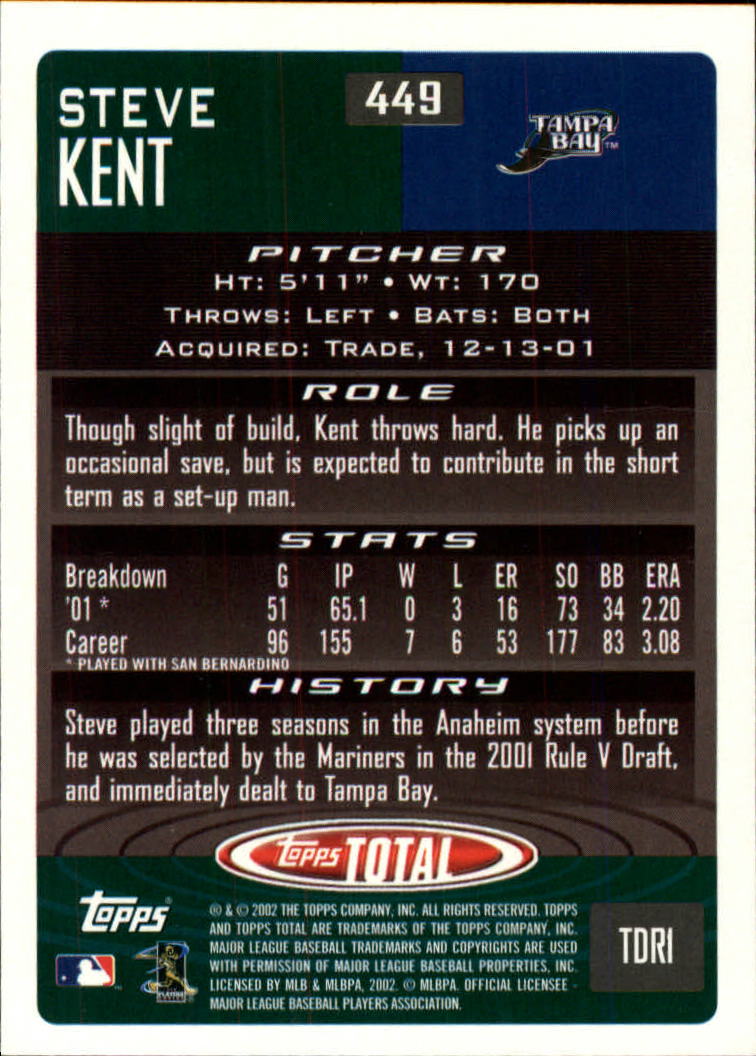 STEVE
KENT
449
TAMPA
BAY™
PITCHER
HT: 5'11" • WT: 170
THROWS: LEFT • BATS: BOTH
ACQUIRED: TRADE, 12-13-01
ROLE
Though slight of build, Kent throws hard. He picks up an
occasional save, but is expected to contribute in the short
term as a set-up man.
STATS
Breakdown G IP W L ER SO BB ERA
'01 * 51 65.1 0 3 16 73 34 2.20
Career 96 155 7 6 53 177 83 3.08
* PLAYED WITH SAN BERNARDINO
HISTORY
Steve played three seasons in the Anaheim system before
he was selected by the Mariners in the 2001 Rule V Draft,
and immediately dealt to Tampa Bay.
topps TOTAL
topps®
® & © 2002 THE TOPPS COMPANY, INC. ALL RIGHTS RESERVED. TOPPS
AND TOPPS TOTAL ARE TRADEMARKS OF THE TOPPS COMPANY, INC.
MAJOR LEAGUE BASEBALL TRADEMARKS AND COPYRIGHTS ARE USED
WITH PERMISSION OF MAJOR LEAGUE BASEBALL PROPERTIES, INC.
LICENSED BY MLB & MLBPA, 2002. © MLBPA. OFFICIAL LICENSEE -
MAJOR LEAGUE BASEBALL PLAYERS ASSOCIATION.
TDR1